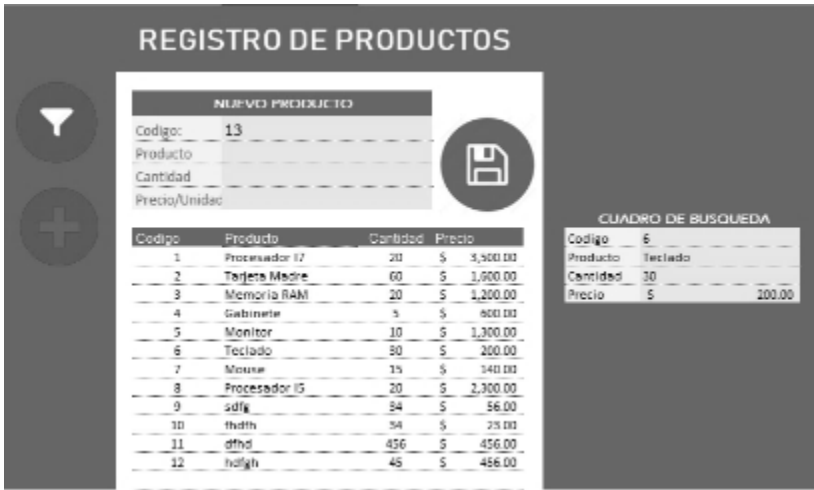 REGISTRO DE PRODUCTOS
NUEVO PRODUCTO
Codigo: 13
Producto
Cantidad
Precio/Unidad
Codigo Producto Cantidad Precio
1 Procesador I7 20 $ 3,500.00
2 Tarjeta Madre 60 $ 1,600.00
3 Memoria RAM 20 $ 1,200.00
4 Gabinete 5 $ 600.00
5 Monitor 10 $ 1,300.00
6 Teclado 30 $ 200.00
7 Mouse 15 $ 140.00
8 Procesador I5 20 $ 2,300.00
9 sdfg 34 $ 56.00
10 thdfh 34 $ 23.00
11 dfhd 456 $ 456.00
12 hdfgh 45 $ 456.00
CUADRO DE BUSQUEDA
Codigo 6
Producto Teclado
Cantidad 30
Precio $ 200.00